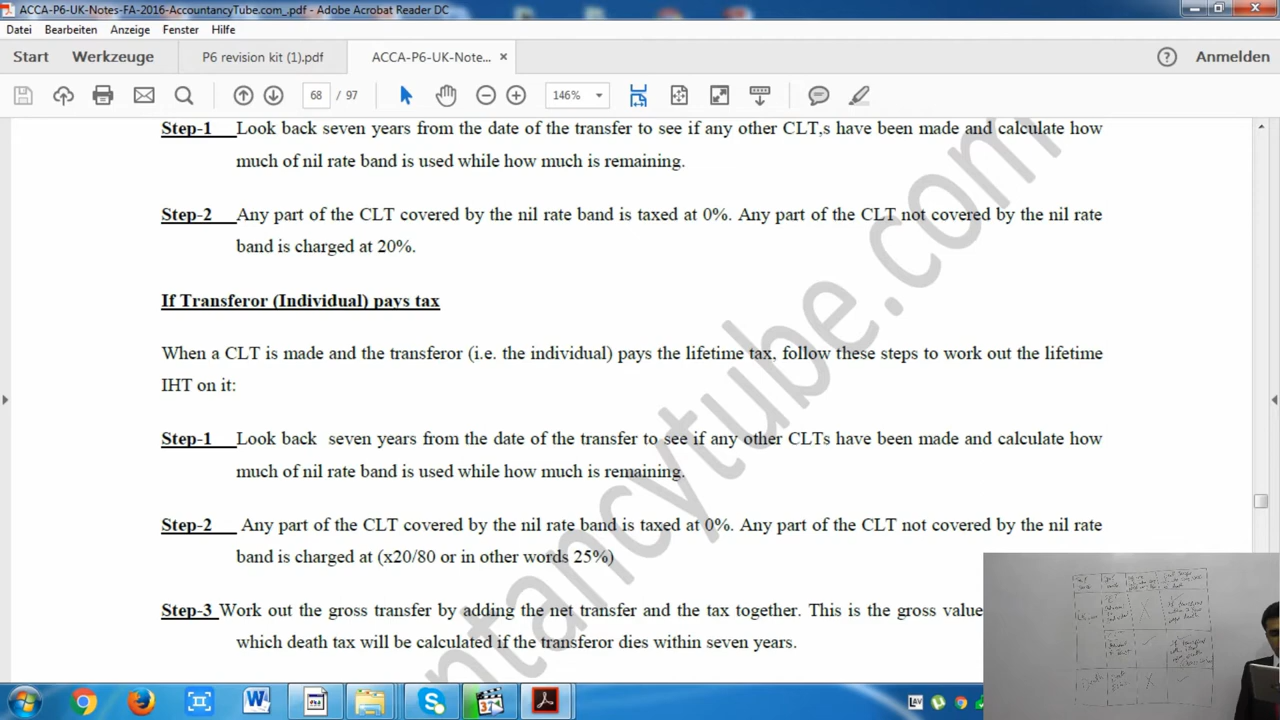 ACCA-P6-UK-Notes-FA-2016-AccountancyTube.com_.pdf - Adobe Acrobat Reader DC
Datei Bearbeiten Anzeige Fenster Hilfe
Start Werkzeuge P6 revision kit (1).pdf ACCA-P6-UK-Note... × Anmelden
68 / 97 146%
Step-1 Look back seven years from the date of the transfer to see if any other CLT,s have been made and calculate how
much of nil rate band is used while how much is remaining.
Step-2 Any part of the CLT covered by the nil rate band is taxed at 0%. Any part of the CLT not covered by the nil rate
band is charged at 20%.
If Transferor (Individual) pays tax
When a CLT is made and the transferor (i.e. the individual) pays the lifetime tax, follow these steps to work out the lifetime
IHT on it:
Step-1 Look back seven years from the date of the transfer to see if any other CLTs have been made and calculate how
much of nil rate band is used while how much is remaining.
Step-2 Any part of the CLT covered by the nil rate band is taxed at 0%. Any part of the CLT not covered by the nil rate
band is charged at (x20/80 or in other words 25%)
Step-3 Work out the gross transfer by adding the net transfer and the tax together. This is the gross value
which death tax will be calculated if the transferor dies within seven years.
ntancytube.com
LAV